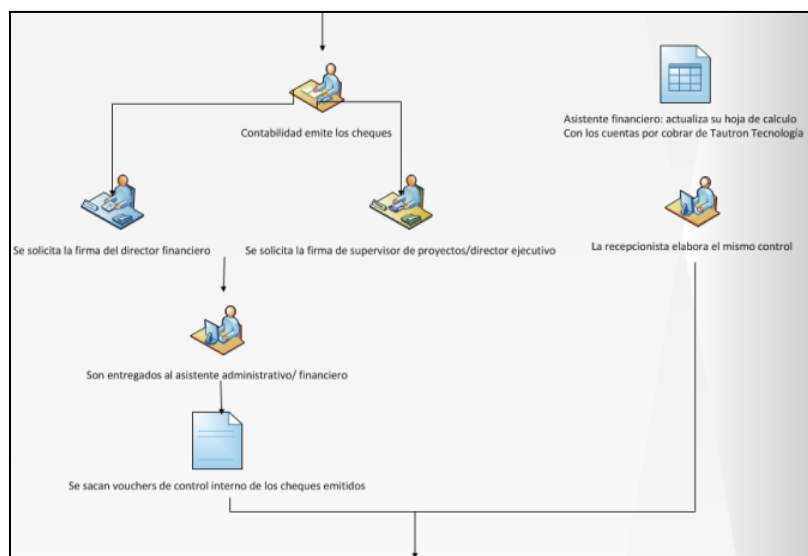 Contabilidad emite los cheques
Asistente financiero: actualiza su hoja de calculo
Con los cuentas por cobrar de Tautron Tecnología
Se solicita la firma del director financiero
Se solicita la firma de supervisor de proyectos/director ejecutivo
La recepcionista elabora el mismo control
Son entregados al asistente administrativo/ financiero
Se sacan vouchers de control interno de los cheques emitidos